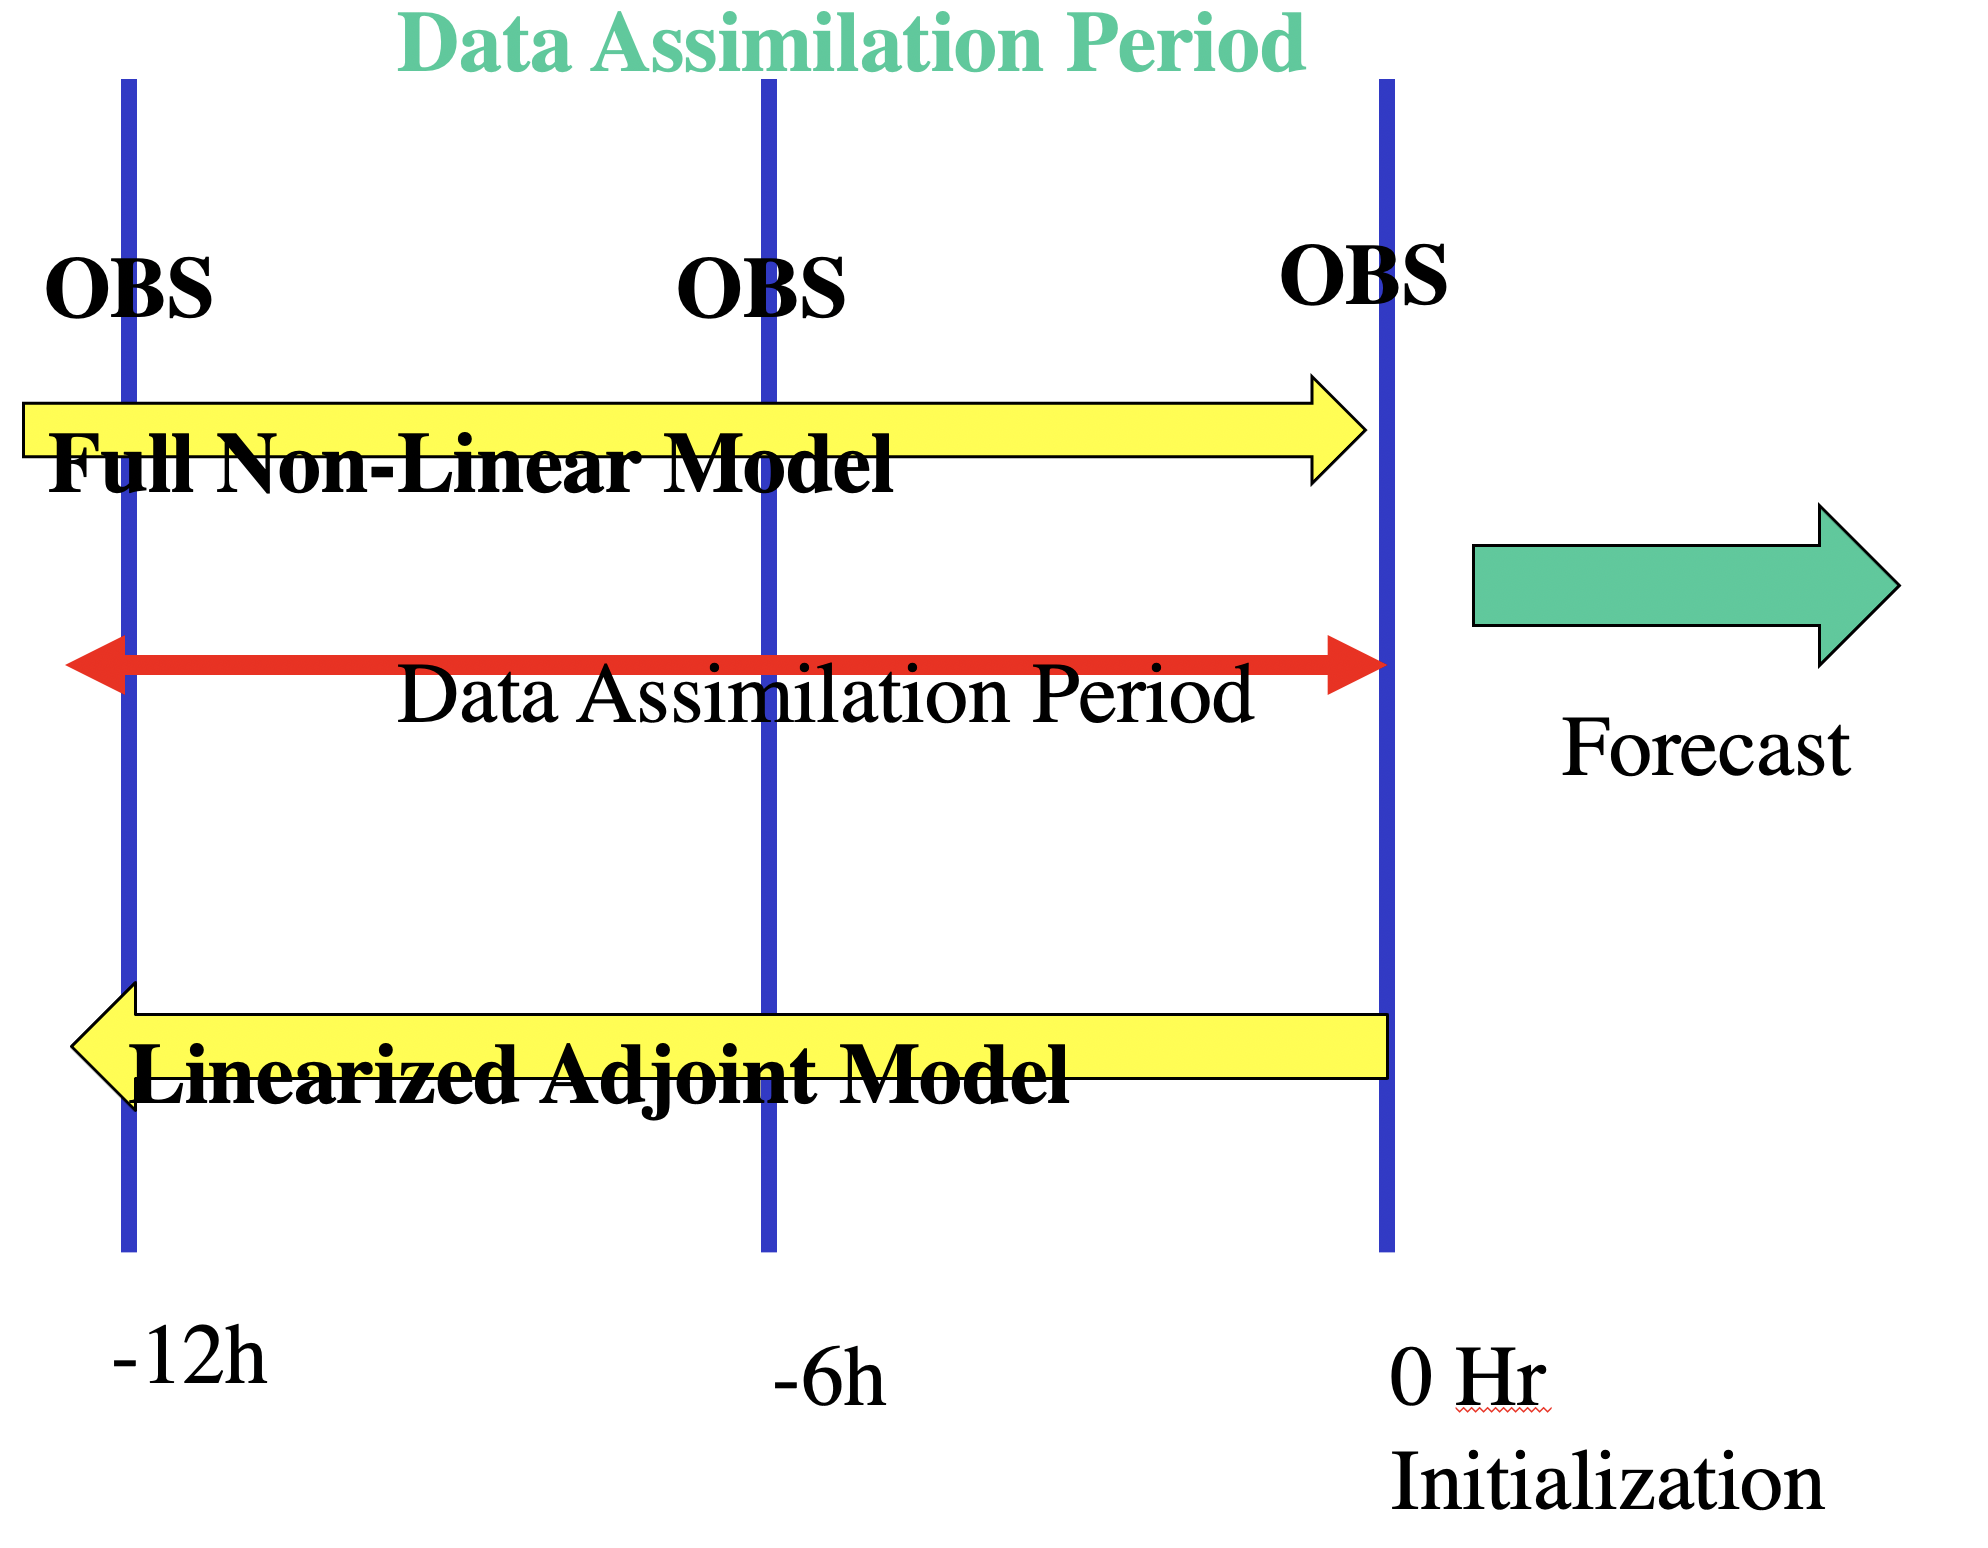 Data Assimilation Period
OBS
OBS
OBS
Full Non-Linear Model
Data Assimilation Period
Forecast
Linearized Adjoint Model
-12h
-6h
0 Hr
Initialization